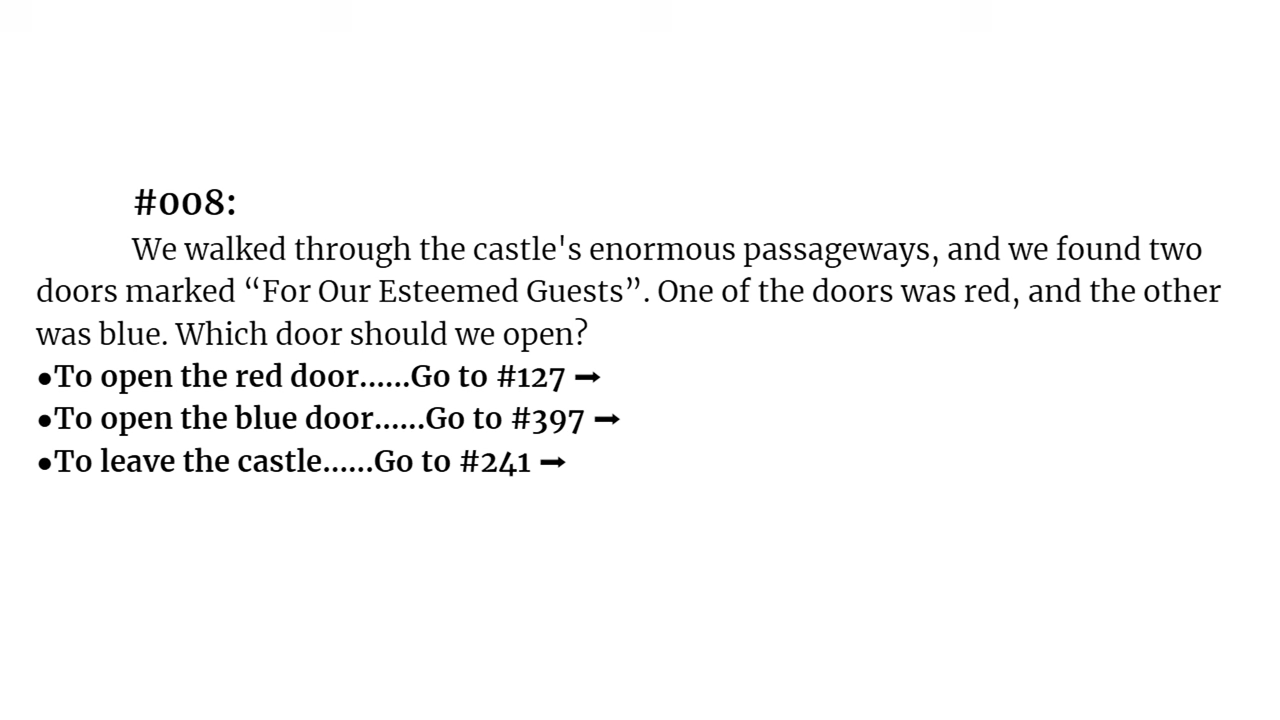 #008:
We walked through the castle's enormous passageways, and we found two
doors marked “For Our Esteemed Guests”. One of the doors was red, and the other
was blue. Which door should we open?
●To open the red door......Go to #127 ➞
●To open the blue door......Go to #397 ➞
●To leave the castle......Go to #241 ➞